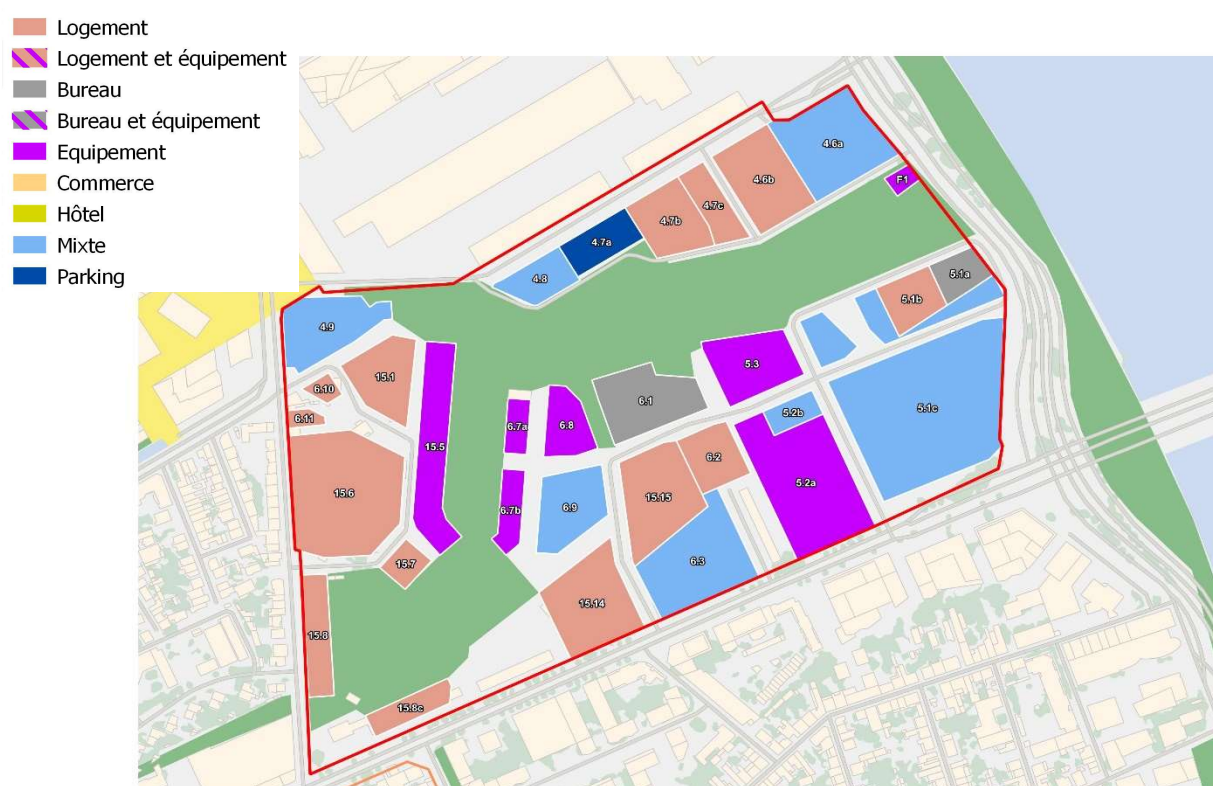 Logement
Logement et équipement
Bureau
Bureau et équipement
Equipement
Commerce
Hôtel
Mixte
Parking
4.6a
4.6b
F1
4.7c
4.7b
4.7a
4.8
5.1a
5.1b
4.9
15.1
5.3
6.10
6.1
5.1c
6.11
5.2b
6.7a
6.8
15.5
6.2
5.2a
15.6
15.15
6.7b
6.9
15.7
6.3
15.14
15.8
15.8c